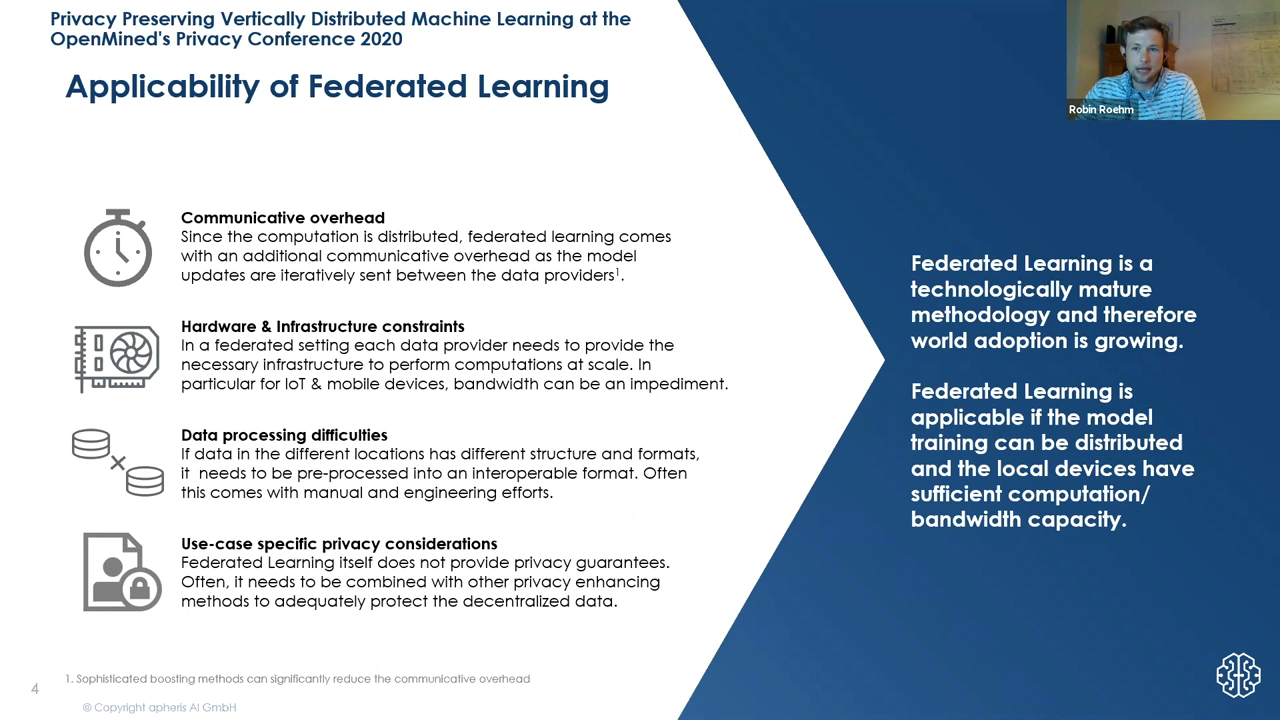 Privacy Preserving Vertically Distributed Machine Learning at the
OpenMined's Privacy Conference 2020
Applicability of Federated Learning
Robin Roehm
Communicative overhead
Since the computation is distributed, federated learning comes
with an additional communicative overhead as the model
updates are iteratively sent between the data providers¹.
Hardware & Infrastructure constraints
In a federated setting each data provider needs to provide the
necessary infrastructure to perform computations at scale. In
particular for IoT & mobile devices, bandwidth can be an impediment.
Data processing difficulties
If data in the different locations has different structure and formats,
it  needs to be pre-processed into an interoperable format. Often
this comes with manual and engineering efforts.
Use-case specific privacy considerations
Federated Learning itself does not provide privacy guarantees.
Often, it needs to be combined with other privacy enhancing
methods to adequately protect the decentralized data.
Federated Learning is a
technologically mature
methodology and therefore
world adoption is growing.
Federated Learning is
applicable if the model
training can be distributed
and the local devices have
sufficient computation/
bandwidth capacity.
1. Sophisticated boosting methods can significantly reduce the communicative overhead
4
© Copyright apheris AI GmbH